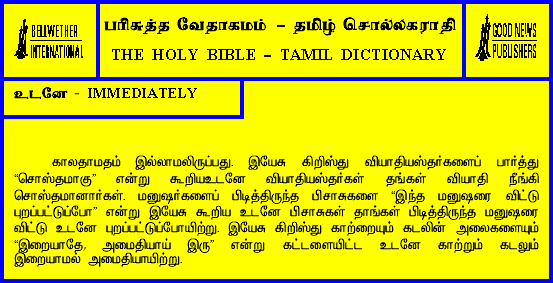 BELLWETHER
INTERNATIONAL
பரிசுத்த வேதாகமம் – தமிழ் சொல்லகராதி
THE HOLY BIBLE – TAMIL DICTIONARY
GOOD NEWS
PUBLISHERS
உடனே - IMMEDIATELY
காலதாமதம் இல்லாமலிருப்பது. இயேசு கிறிஸ்து வியாதியஸ்தர்களைப் பார்த்து
“சொஸ்தமாகு” என்று கூறியஉடனே வியாதியஸ்தர்கள் தங்கள் வியாதி நீங்கி
சொஸ்தமானார்கள். மனுஷர்களைப் பிடித்திருந்த பிசாசுகளை “இந்த மனுஷரை விட்டு
புறப்பட்டுப்போ” என்று இயேசு கூறிய உடனே பிசாசுகள் தாங்கள் பிடித்திருந்த மனுஷரை
விட்டு உடனே புறப்பட்டுப்போயிற்று. இயேசு கிறிஸ்து காற்றையும் கடலின் அலைகளையும்
“இறையாதே, அமைதியாய் இரு” என்று கட்டளையிட்ட உடனே காற்றும் கடலும்
இறையாமல் அமைதியாயிற்று.